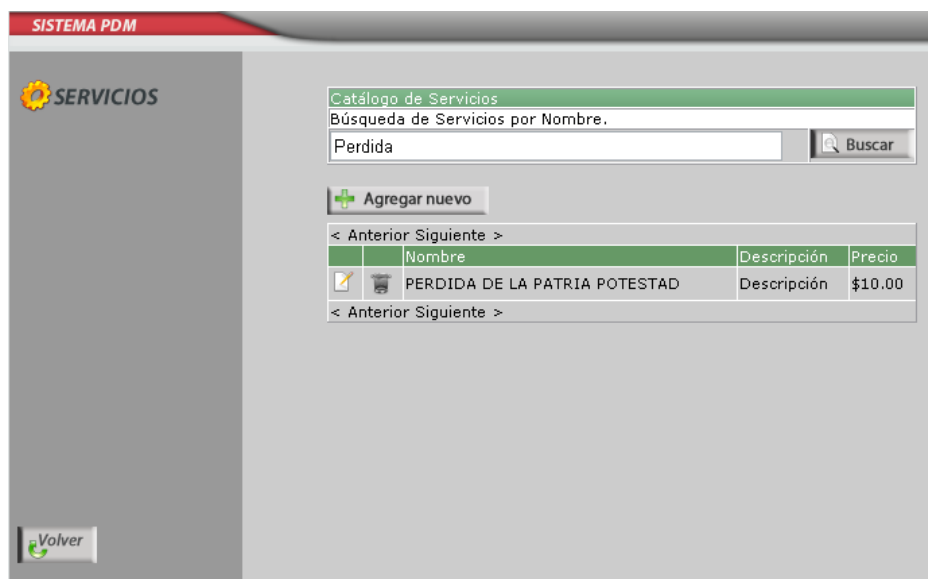 SISTEMA PDM
SERVICIOS
Catálogo de Servicios
Búsqueda de Servicios por Nombre.
Perdida Buscar
Agregar nuevo
< Anterior Siguiente >
Nombre Descripción Precio
PERDIDA DE LA PATRIA POTESTAD Descripción $10.00
< Anterior Siguiente >
Volver